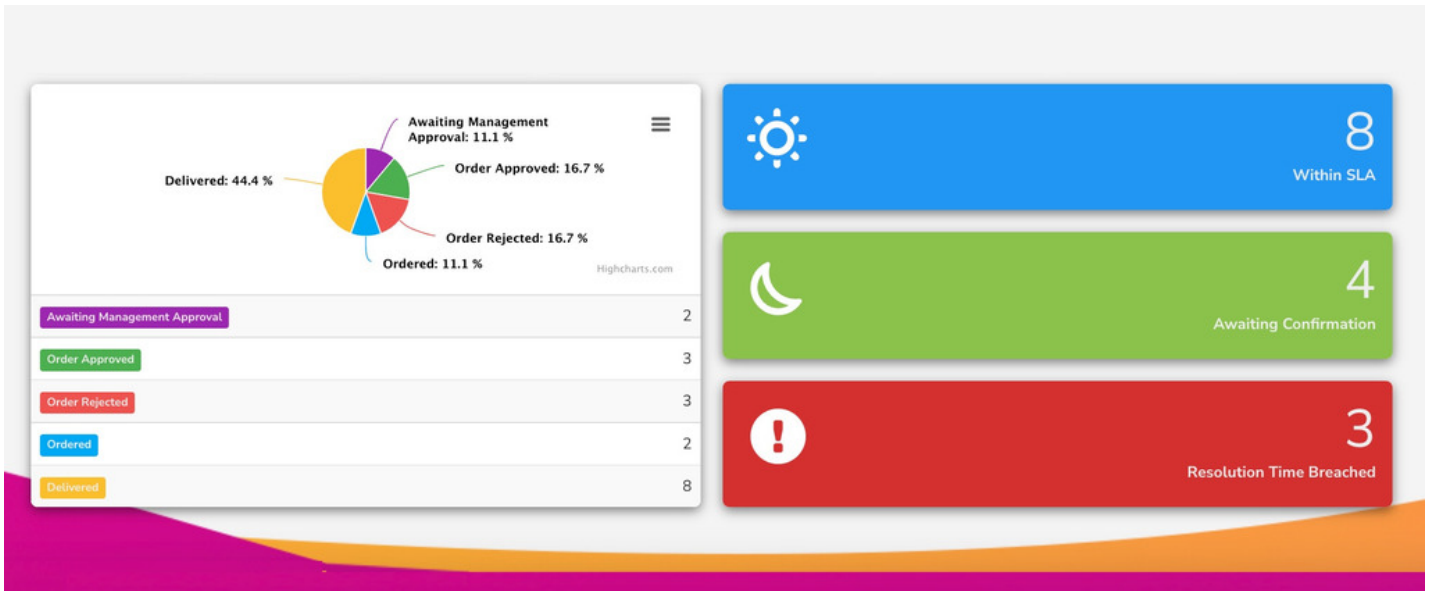 Awaiting Management
Approval: 11.1 %
Order Approved: 16.7 %
Delivered: 44.4 %
Order Rejected: 16.7 %
Ordered: 11.1 %
Highcharts.com
Awaiting Management Approval 2
Order Approved 3
Order Rejected 3
Ordered 2
Delivered 8
8
Within SLA
4
Awaiting Confirmation
3
Resolution Time Breached